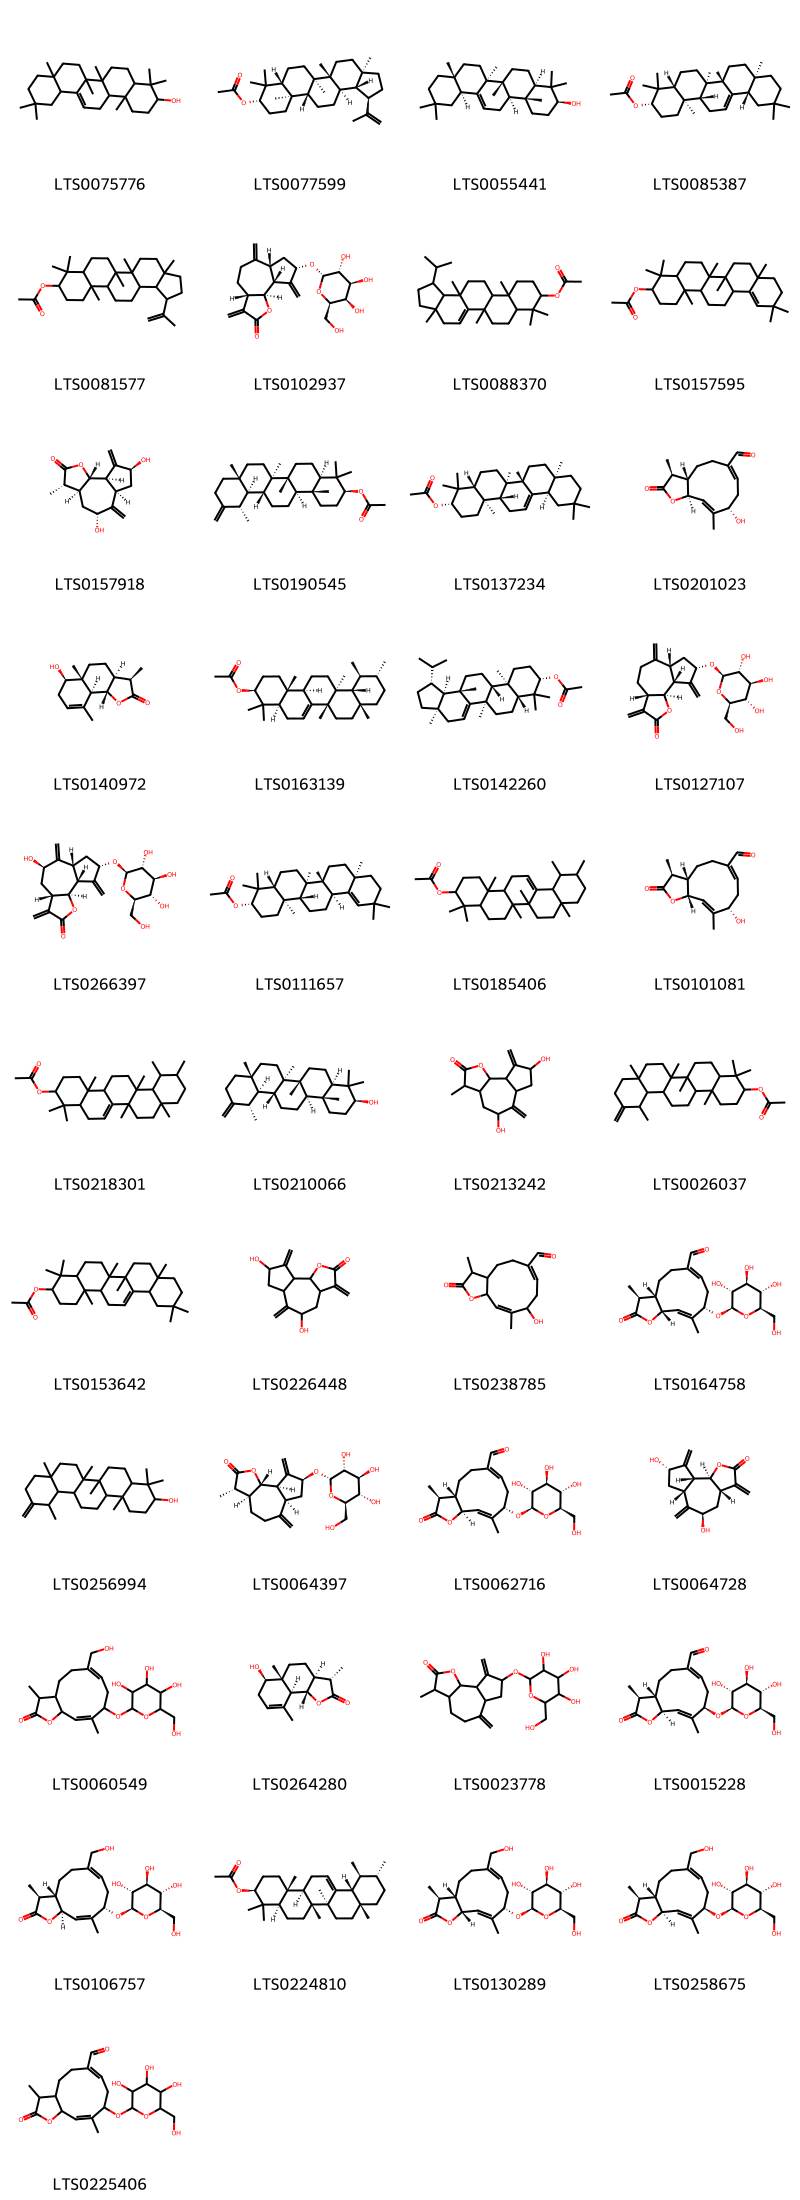 LTS0075776 LTS0077599 LTS0055441 LTS0085387
LTS0081577 LTS0102937 LTS0088370 LTS0157595
LTS0157918 LTS0190545 LTS0137234 LTS0201023
LTS0140972 LTS0163139 LTS0142260 LTS0127107
LTS0266397 LTS0111657 LTS0185406 LTS0101081
LTS0218301 LTS0210066 LTS0213242 LTS0026037
LTS0153642 LTS0226448 LTS0238785 LTS0164758
LTS0256994 LTS0064397 LTS0062716 LTS0064728
LTS0060549 LTS0264280 LTS0023778 LTS0015228
LTS0106757 LTS0224810 LTS0130289 LTS0258675
LTS0225406